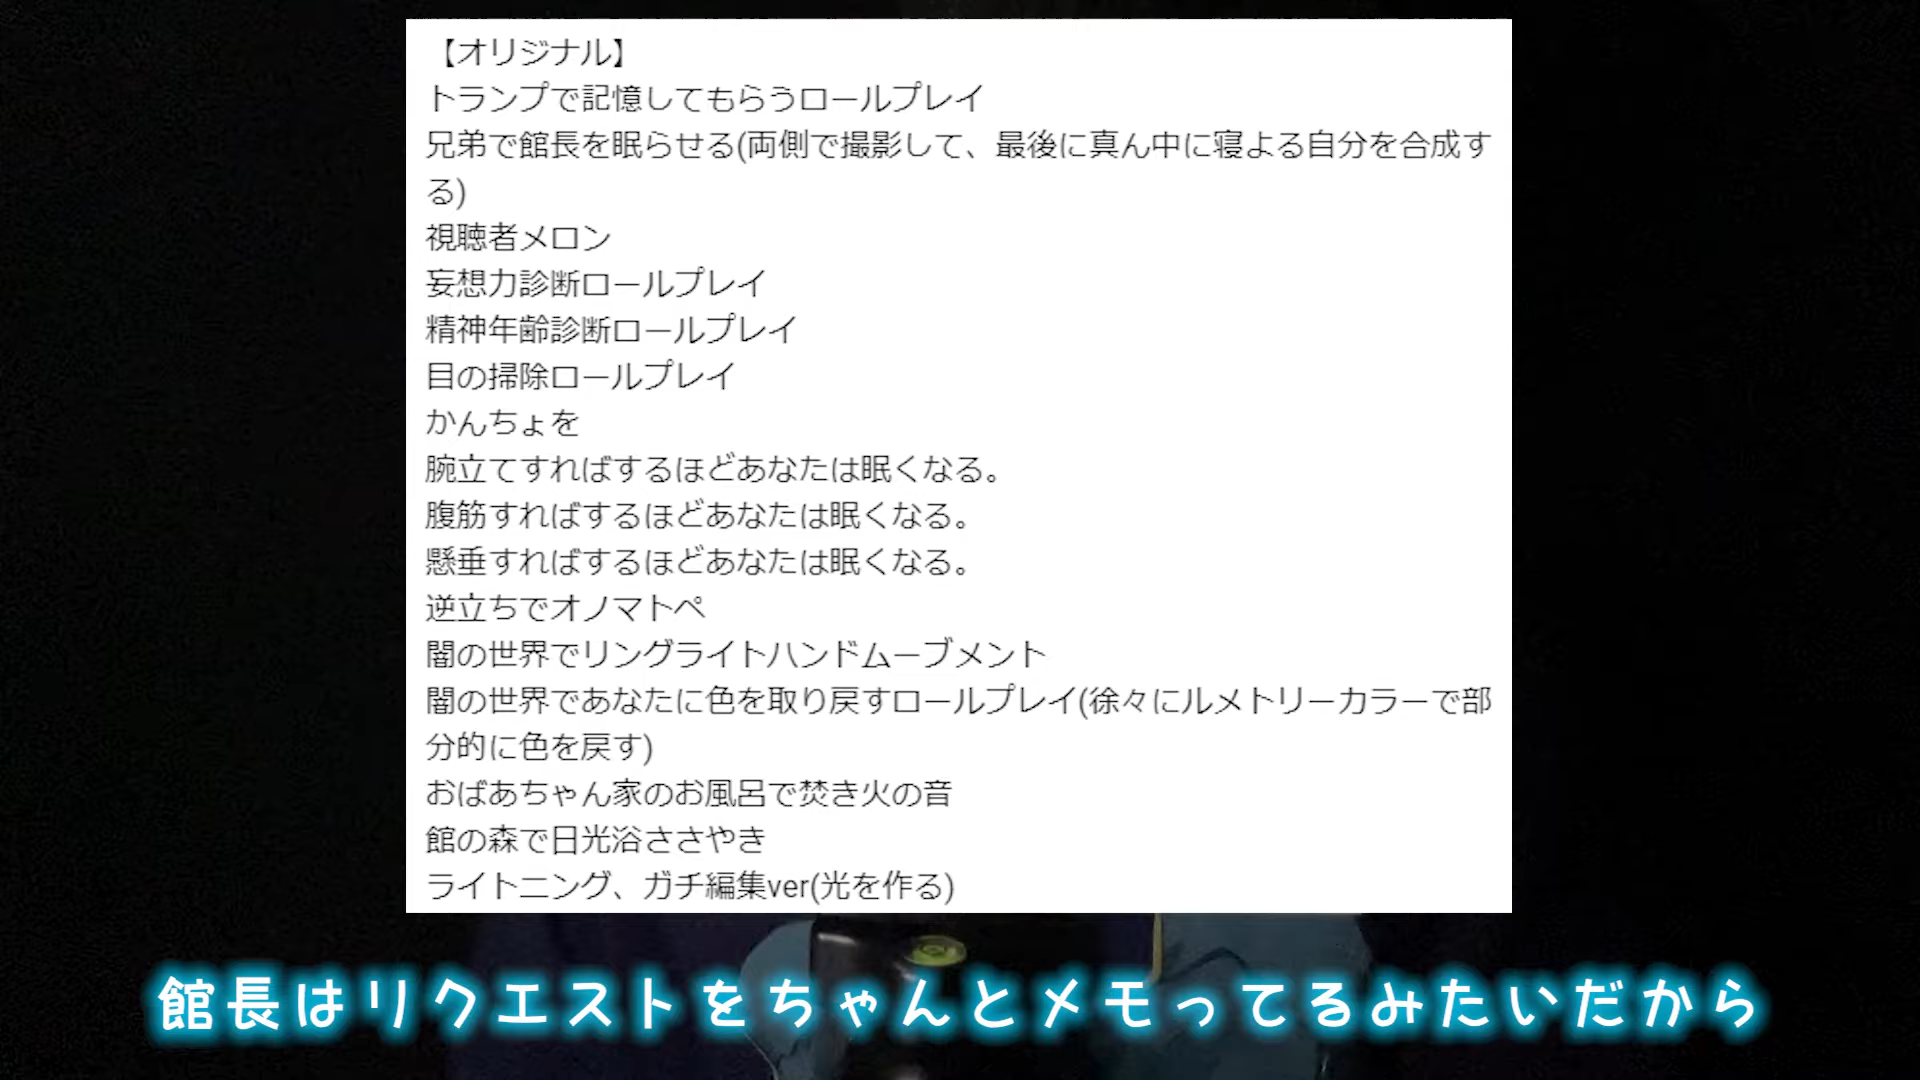 【オリジナル】
トランプで記憶してもらうロールプレイ
兄弟で館長を眠らせる(両側で撮影して、最後に真ん中に寝よる自分を合成す
る)
視聴者メロン
妄想力診断ロールプレイ
精神年齢診断ロールプレイ
目の掃除ロールプレイ
かんちょを
腕立てすればするほどあなたは眠くなる。
腹筋すればするほどあなたは眠くなる。
懸垂すればするほどあなたは眠くなる。
逆立ちでオノマトペ
闇の世界でリングライトハンドムーブメント
闇の世界であなたに色を取り戻すロールプレイ(徐々にルメトリーカラーで部
分的に色を戻す)
おばあちゃん家のお風呂で焚き火の音
館の森で日光浴ささやき
ライトニング、ガチ編集ver(光を作る)
館長はリクエストをちゃんとメモってるみたいだから